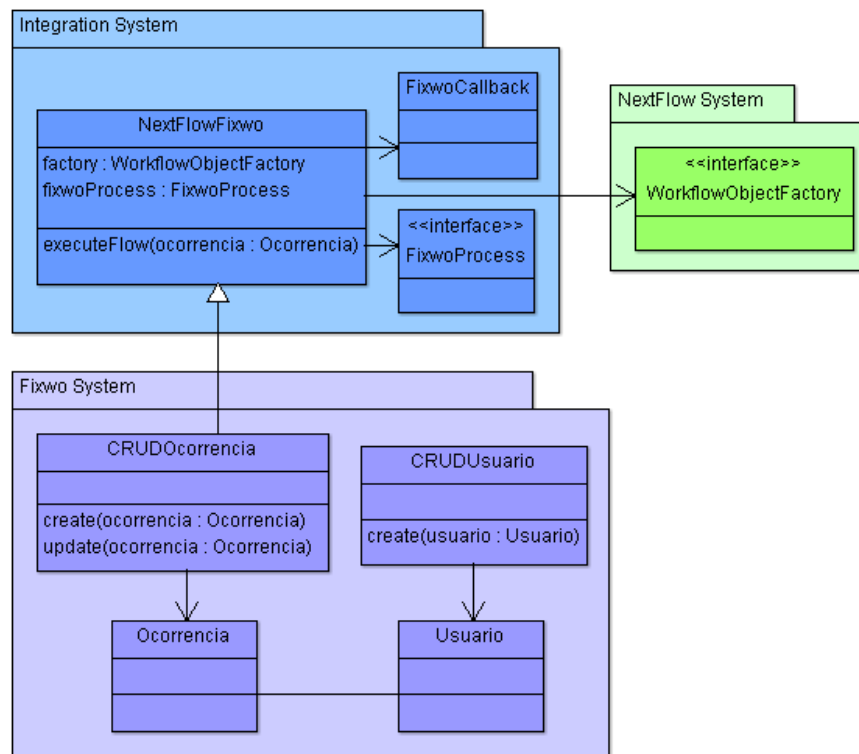 Integration System
NextFlowFixwo
factory : WorkflowObjectFactory
fixwoProcess : FixwoProcess
executeFlow(ocorrencia : Ocorrencia)
FixwoCallback
<<interface>>
FixwoProcess
NextFlow System
<<interface>>
WorkflowObjectFactory
Fixwo System
CRUDOcorrencia
create(ocorrencia : Ocorrencia)
update(ocorrencia : Ocorrencia)
CRUDUsuario
create(usuario : Usuario)
Ocorrencia
Usuario